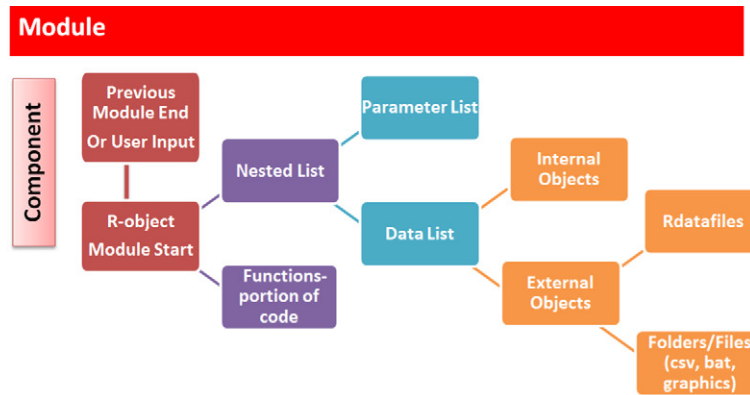 Module
Component
Previous
Module End
Or User Input
R-object
Module Start
Nested List
Functions-
portion of
code
Parameter List
Data List
Internal
Objects
External
Objects
Rdatafiles
Folders/Files
(csv, bat,
graphics)